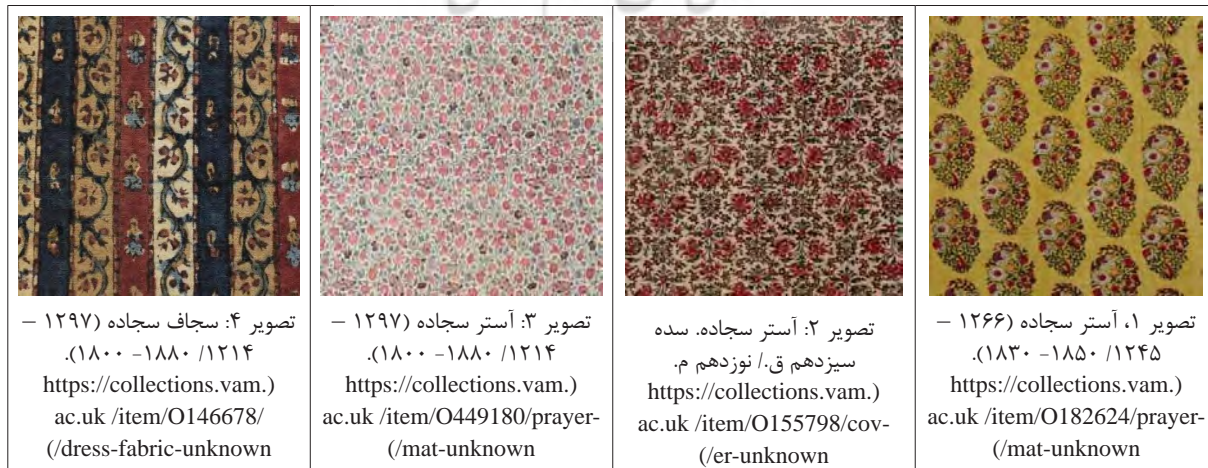 تصویر ۱، آستر سجاده (۱۲۶۶ –
۱۲۴۵ /۱۸۵۰ -۱۸۳۰).
(.https://collections.vam
ac.uk /item/O182624/prayer-
mat-unknown/)
تصویر ۲: آستر سجاده. سده
سیزدهم ق./ نوزدهم م.
(.https://collections.vam
ac.uk /item/O155798/cov-
er-unknown/)
تصویر ۳: آستر سجاده (۱۲۹۷ –
۱۲۱۴/ ۱۸۸۰- ۱۸۰۰).
(.https://collections.vam
ac.uk /item/O449180/prayer-
mat-unknown/)
تصویر ۴: سجاف سجاده (۱۲۹۷ –
۱۲۱۴/ ۱۸۸۰- ۱۸۰۰).
(.https://collections.vam
ac.uk /item/O146678/
dress-fabric-unknown/)